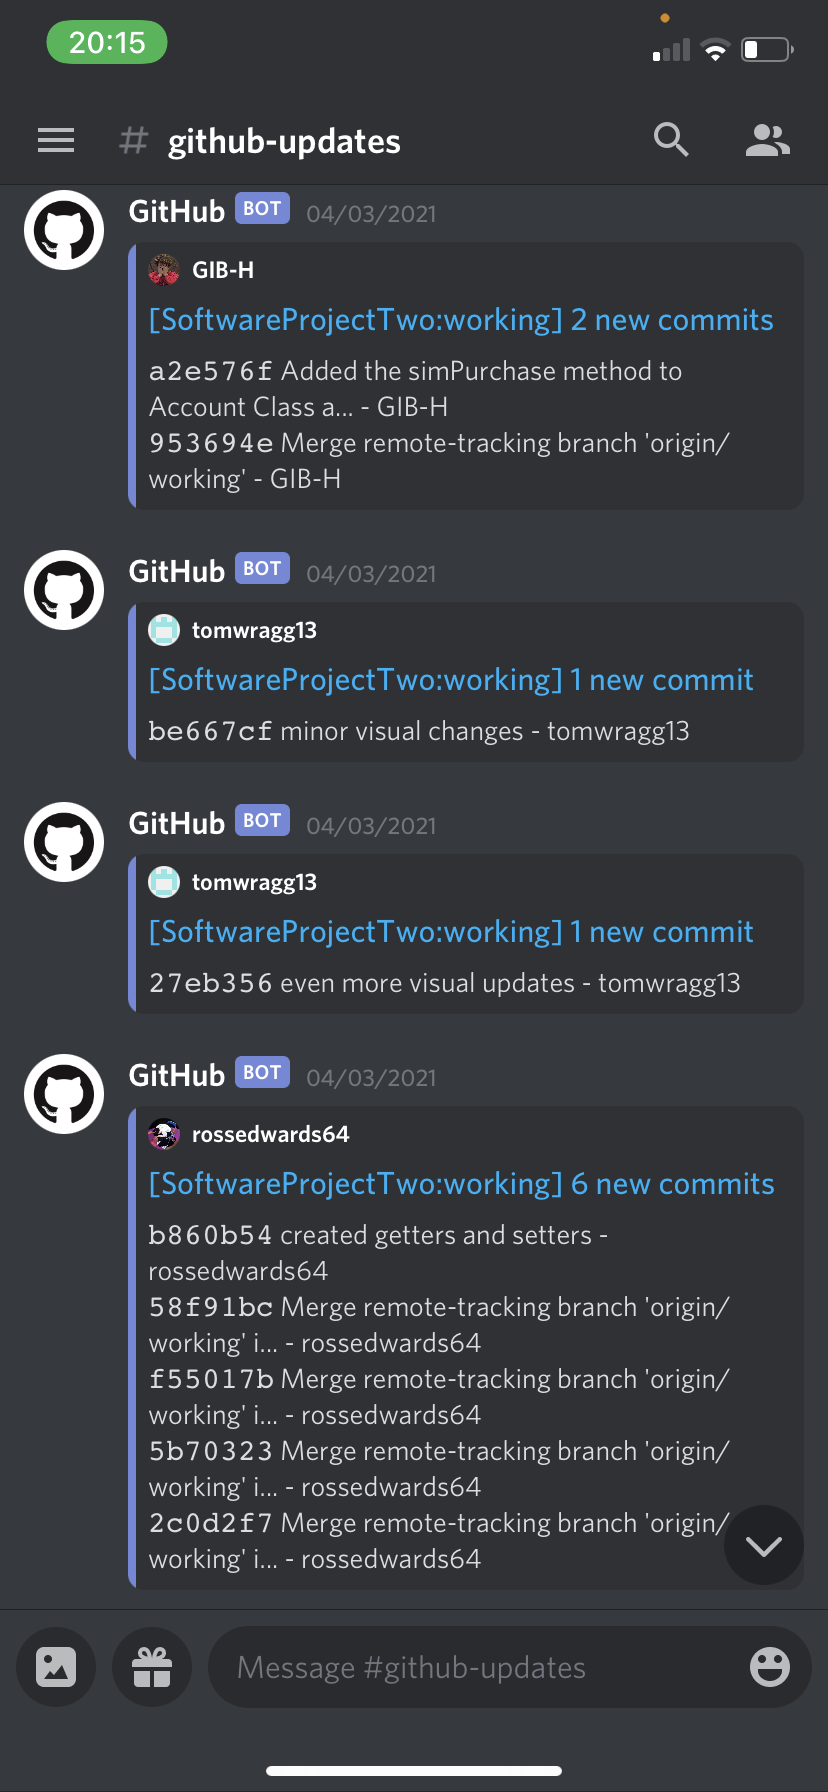 20:15
# github-updates
GitHub BOT 04/03/2021
GIB-H
[SoftwareProjectTwo:working] 2 new commits
a2e576f Added the simPurchase method to
Account Class a... - GIB-H
953694e Merge remote-tracking branch 'origin/
working' - GIB-H
GitHub BOT 04/03/2021
tomwragg13
[SoftwareProjectTwo:working] 1 new commit
be667cf minor visual changes - tomwragg13
GitHub BOT 04/03/2021
tomwragg13
[SoftwareProjectTwo:working] 1 new commit
27eb356 even more visual updates - tomwragg13
GitHub BOT 04/03/2021
rossedwards64
[SoftwareProjectTwo:working] 6 new commits
b860b54 created getters and setters -
rossedwards64
58f91bc Merge remote-tracking branch 'origin/
working' i... - rossedwards64
f55017b Merge remote-tracking branch 'origin/
working' i... - rossedwards64
5b70323 Merge remote-tracking branch 'origin/
working' i... - rossedwards64
2c0d2f7 Merge remote-tracking branch 'origin/
working' i... - rossedwards64
Message #github-updates